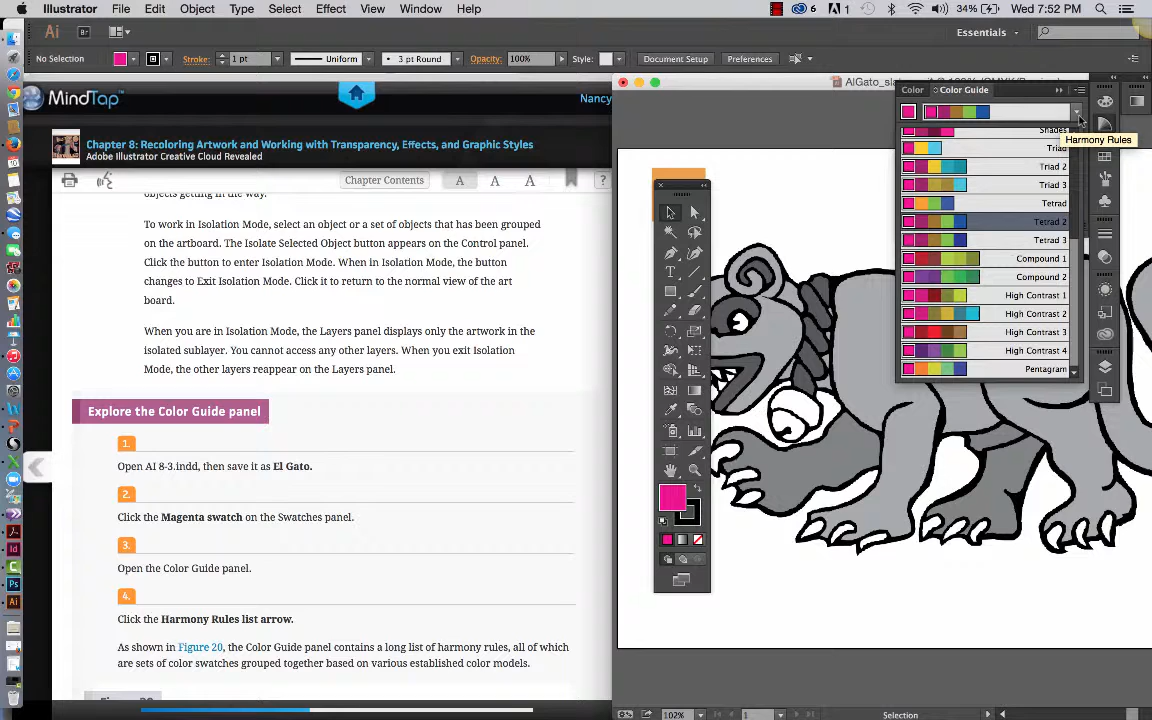 Illustrator File Edit Object Type Select Effect View Window Help
6 1 34% Wed 7:52 PM
Ai Br Essentials
No Selection Stroke: 1 pt Uniform 3 pt Round Opacity: 100% Style: Document Setup Preferences
MindTap Nancy
Chapter 8: Recoloring Artwork and Working with Transparency, Effects, and Graphic Styles
Adobe Illustrator Creative Cloud Revealed
Chapter Contents A A A ?
objects getting in the way.
To work in Isolation Mode, select an object or a set of objects that has been grouped
on the artboard. The Isolate Selected Object button appears on the Control panel.
Click the button to enter Isolation Mode. When in Isolation Mode, the button
changes to Exit Isolation Mode. Click it to return to the normal view of the art
board.
When you are in Isolation Mode, the Layers panel displays only the artwork in the
isolated sublayer. You cannot access any other layers. When you exit Isolation
Mode, the other layers reappear on the Layers panel.
Explore the Color Guide panel
1.
Open AI 8-3.indd, then save it as El Gato.
2.
Click the Magenta swatch on the Swatches panel.
3.
Open the Color Guide panel.
4.
Click the Harmony Rules list arrow.
As shown in Figure 20, the Color Guide panel contains a long list of harmony rules, all of which
are sets of color swatches grouped together based on various established color models.
Color Color Guide
Harmony Rules
Shades
Triad
Triad 2
Triad 3
Tetrad
Tetrad 2
Tetrad 3
Compound 1
Compound 2
High Contrast 1
High Contrast 2
High Contrast 3
High Contrast 4
Pentagram
T
Id
Ps
Ai
102% 1 Selection